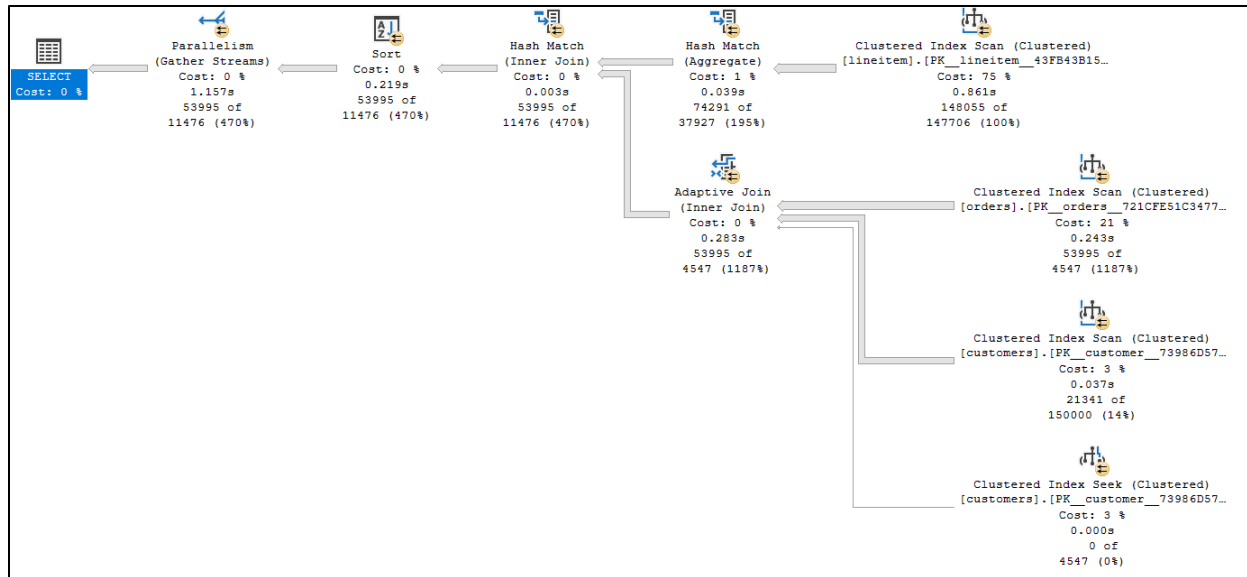 SELECT
Cost: 0 %
Parallelism
(Gather Streams)
Cost: 0 %
1.157s
53995 of
11476 (470%)
Sort
Cost: 0 %
0.219s
53995 of
11476 (470%)
Hash Match
(Inner Join)
Cost: 0 %
0.003s
53995 of
11476 (470%)
Hash Match
(Aggregate)
Cost: 1 %
0.039s
74291 of
37927 (195%)
Clustered Index Scan (Clustered)
[lineitem].[PK__lineitem__43FB43B15…
Cost: 75 %
0.861s
148055 of
147706 (100%)
Adaptive Join
(Inner Join)
Cost: 0 %
0.283s
53995 of
4547 (1187%)
Clustered Index Scan (Clustered)
[orders].[PK__orders__721CFE51C3477…
Cost: 21 %
0.243s
53995 of
4547 (1187%)
Clustered Index Scan (Clustered)
[customers].[PK__customer__73986D57…
Cost: 3 %
0.037s
21341 of
150000 (14%)
Clustered Index Seek (Clustered)
[customers].[PK__customer__73986D57…
Cost: 3 %
0.000s
0 of
4547 (0%)